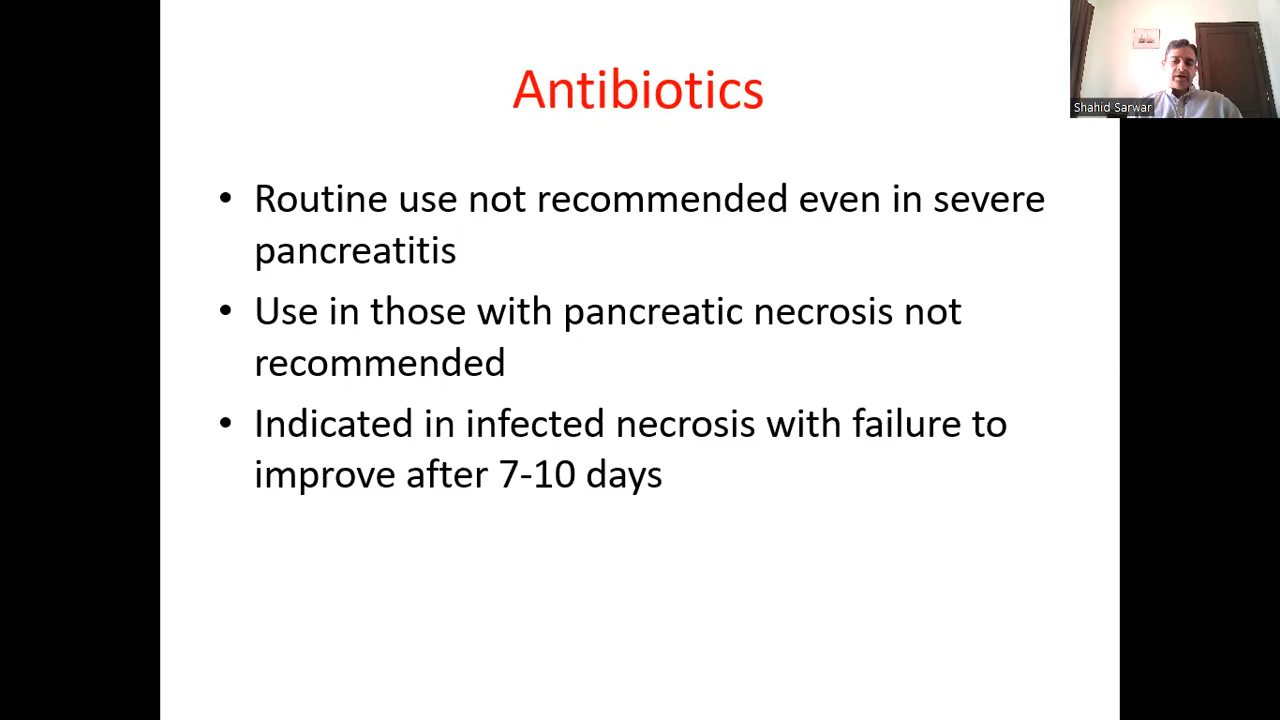 Antibiotics
Shahid Sarwar
• Routine use not recommended even in severe
pancreatitis
• Use in those with pancreatic necrosis not
recommended
• Indicated in infected necrosis with failure to
improve after 7-10 days